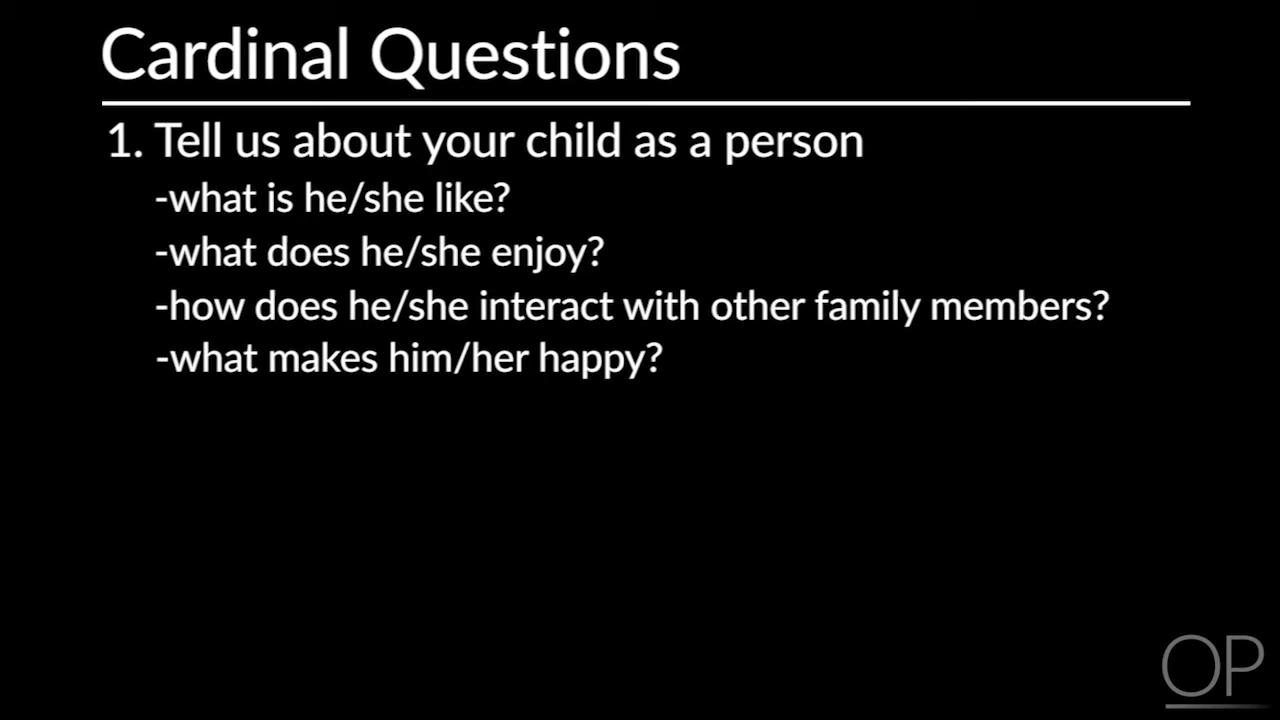 Cardinal Questions
1. Tell us about your child as a person
-what is he/she like?
-what does he/she enjoy?
-how does he/she interact with other family members?
-what makes him/her happy?
OP